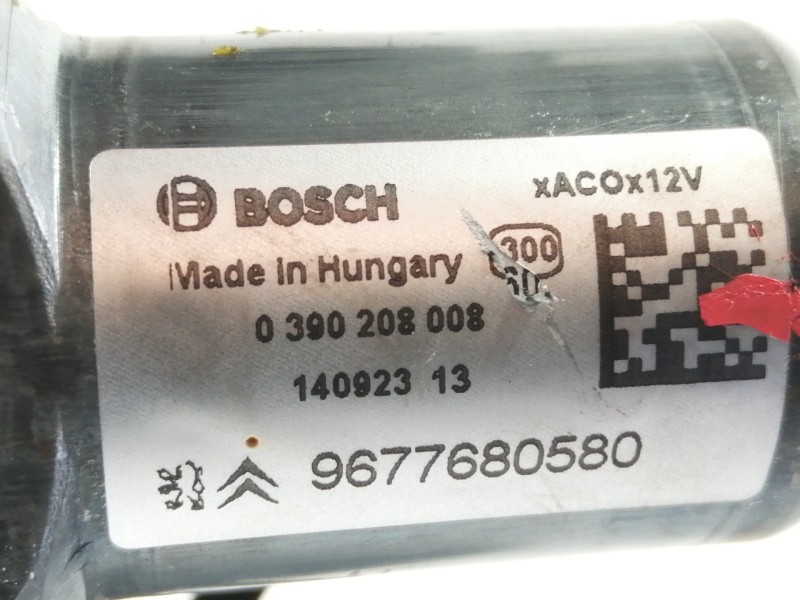 BOSCH
xACOx12V
Made in Hungary
300
0 390 208 008
140923 13
9677680580